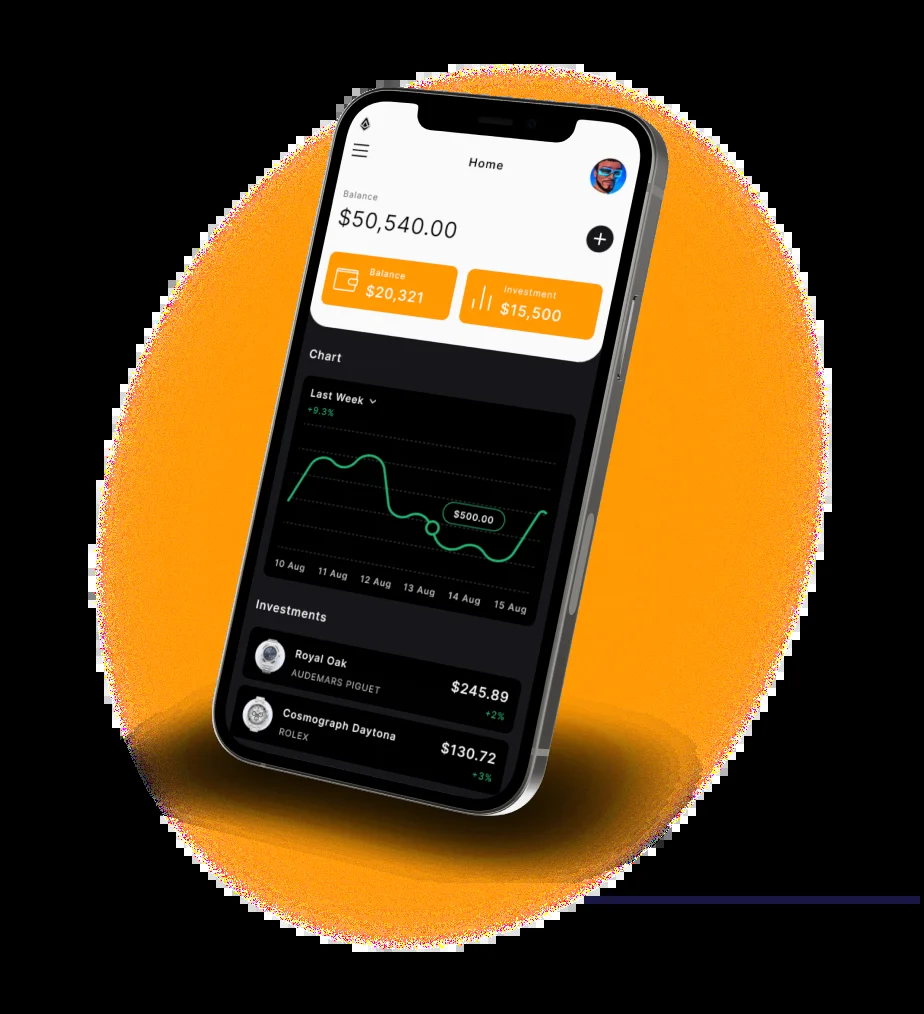 Home
Balance
$50,540.00
Balance
$20,321
Investment
$15,500
Chart
Last Week
+9.3%
$500.00
10 Aug 11 Aug 12 Aug 13 Aug 14 Aug 15 Aug
Investments
Royal Oak
AUDEMARS PIGUET
$245.89
+2%
Cosmograph Daytona
ROLEX
$130.72
+3%